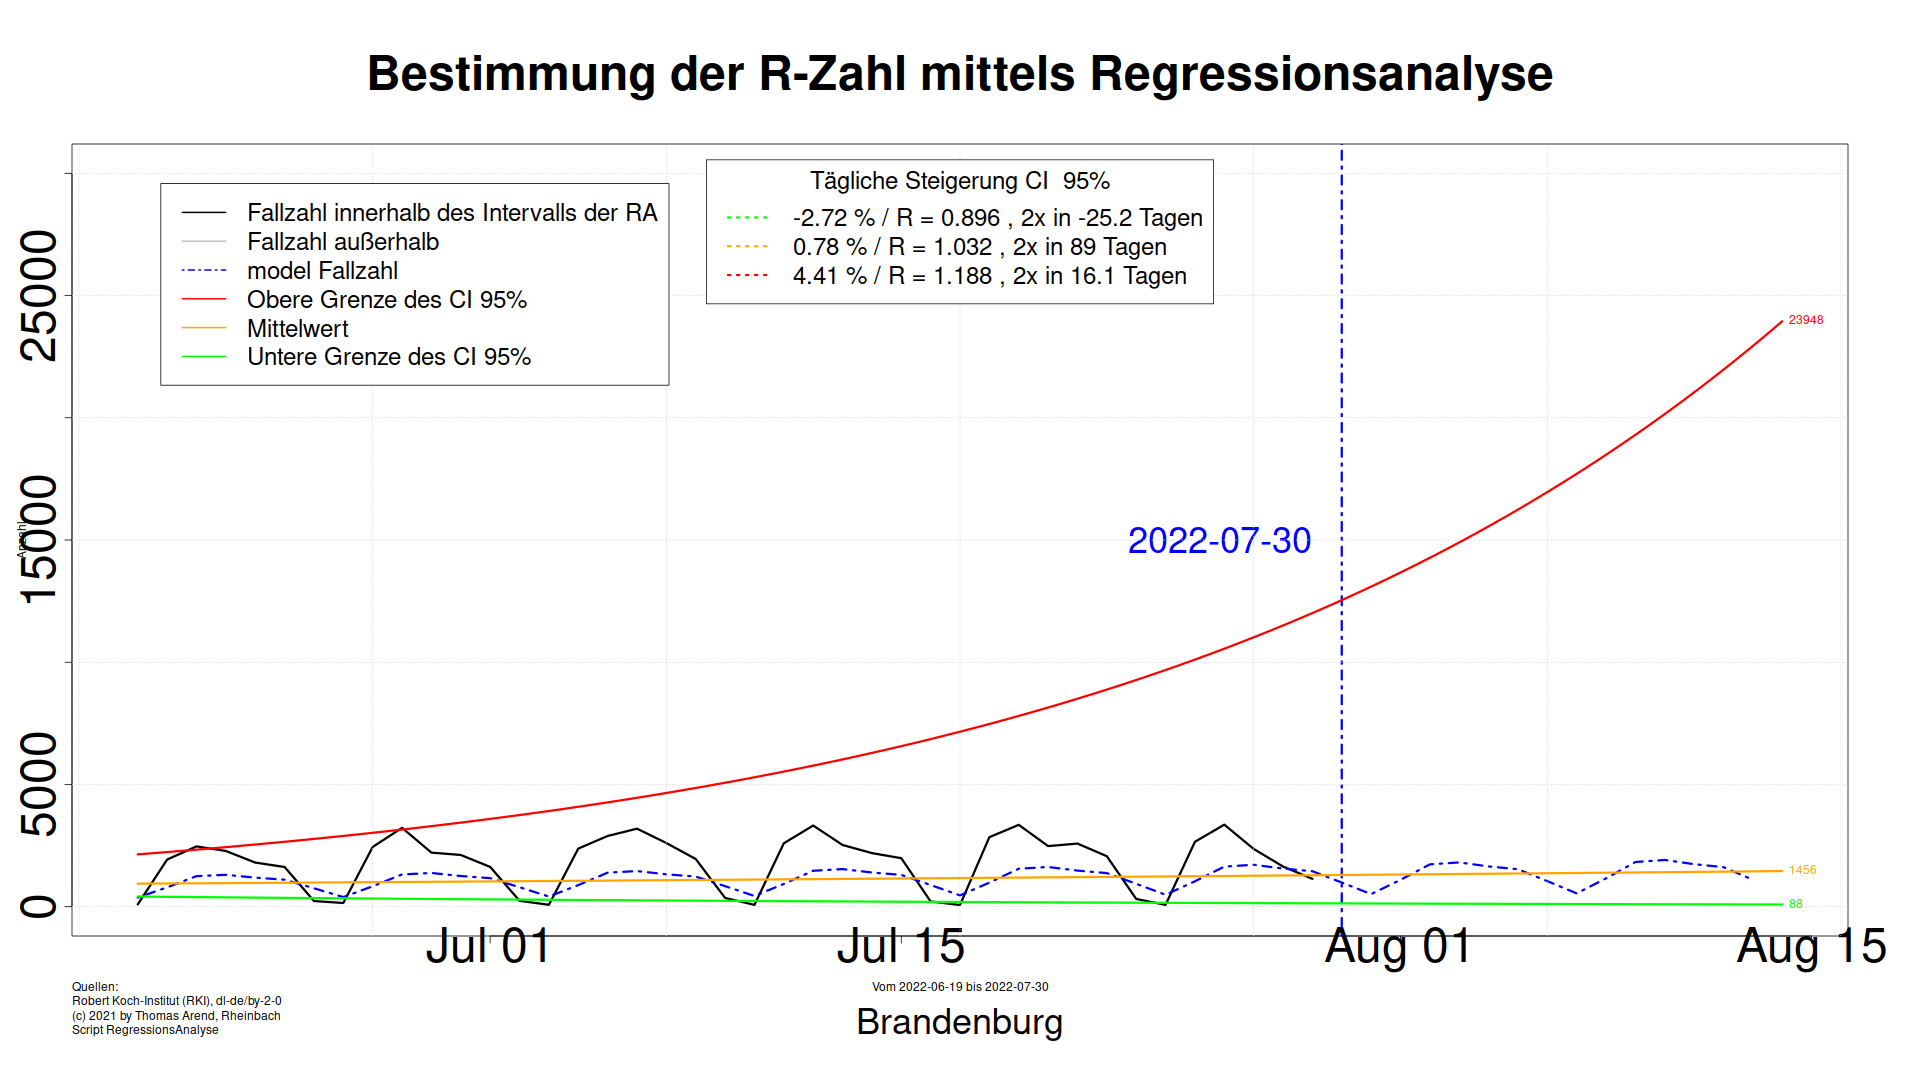 Bestimmung der R-Zahl mittels Regressionsanalyse
Fallzahl innerhalb des Intervalls der RA
Fallzahl außerhalb
model Fallzahl
Obere Grenze des CI 95%
Mittelwert
Untere Grenze des CI 95%
Tägliche Steigerung CI  95%
-2.72 % / R = 0.896 , 2x in -25.2 Tagen
0.78 % / R = 1.032 , 2x in 89 Tagen
4.41 % / R = 1.188 , 2x in 16.1 Tagen
25000
15000
5000
0
Anzahl
23948
2022-07-30
1456
88
Jul 01
Jul 15
Aug 01
Aug 15
Quellen:
Robert Koch-Institut (RKI), dl-de/by-2-0
(c) 2021 by Thomas Arend, Rheinbach
Script RegressionsAnalyse
Vom 2022-06-19 bis 2022-07-30
Brandenburg